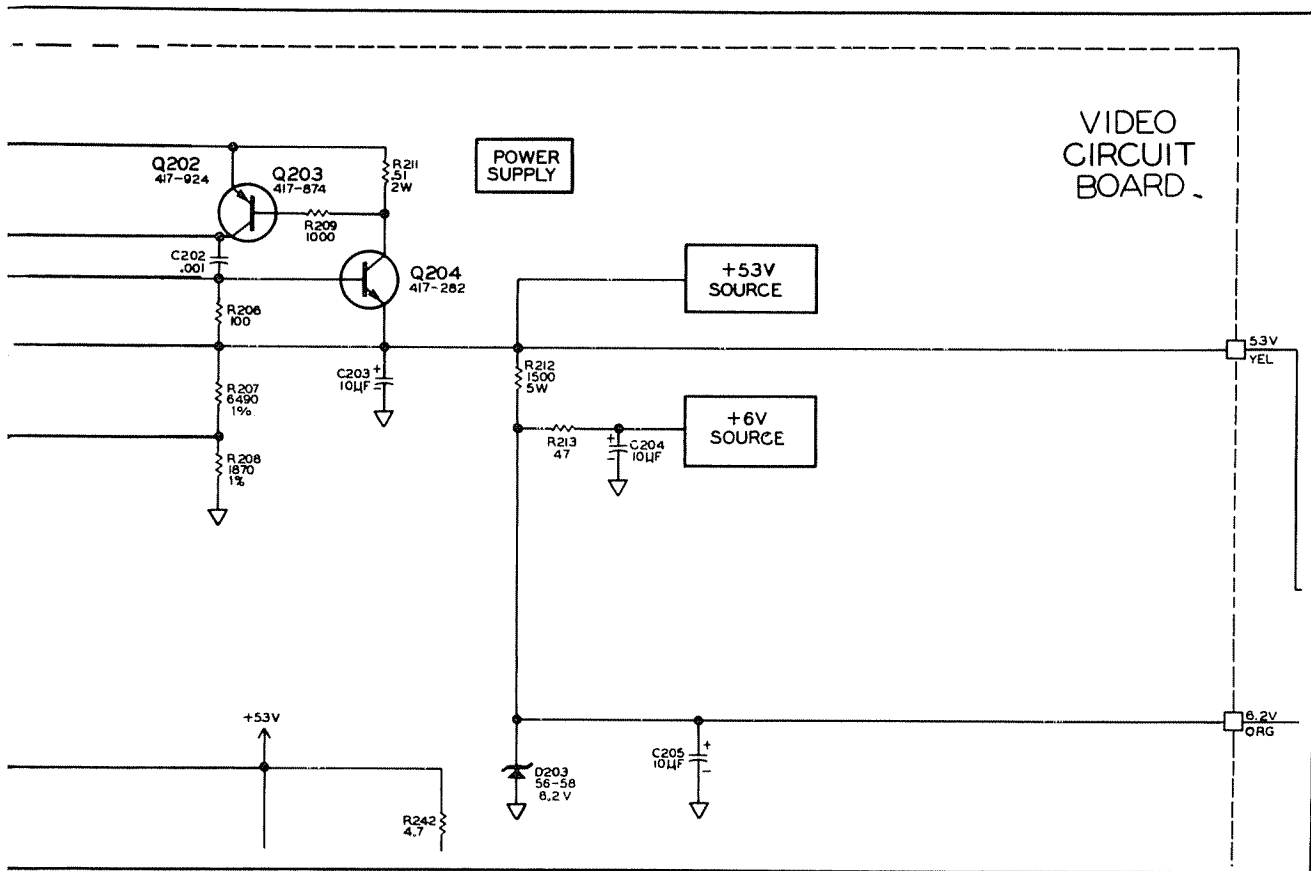 VIDEO
CIRCUIT
BOARD
POWER
SUPPLY
Q202
417-924
Q203
417-874
R211
.51
2W
R209
1000
C202
.001
Q204
417-282
+53V
SOURCE
R206
100
53V
YEL
C203
10µF
+
-
R212
1500
5W
R207
6490
1%
+6V
SOURCE
R213
47
+
-
C204
10µF
R208
1870
1%
+53V
6.2V
ORG
C205
10µF
+
-
D203
56-58
6.2V
R242
4.7